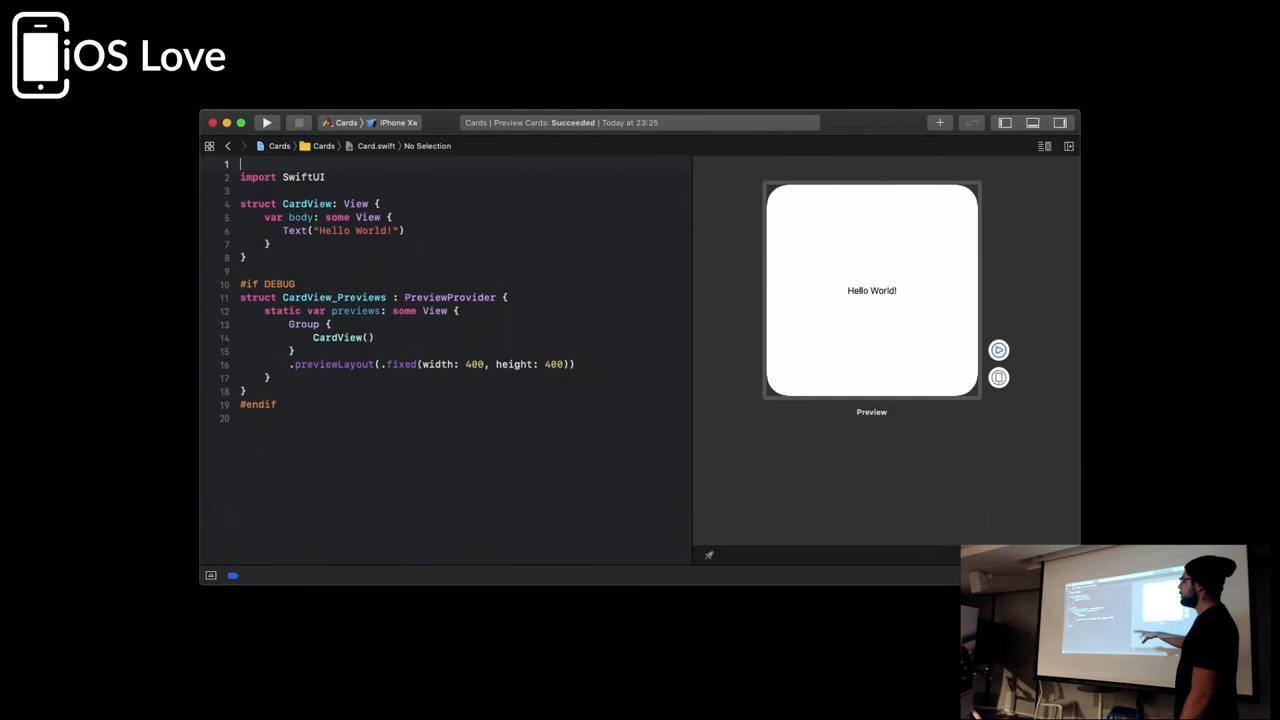 iOS Love
Cards 〉 iPhone Xʀ
Cards | Preview Cards: Succeeded | Today at 23:25
Cards 〉 Cards 〉 Card.swift 〉 No Selection
1
2 import SwiftUI
3
4 struct CardView: View {
5     var body: some View {
6         Text("Hello World!")
7     }
8 }
9
10 #if DEBUG
11 struct CardView_Previews : PreviewProvider {
12     static var previews: some View {
13         Group {
14             CardView()
15         }
16         .previewLayout(.fixed(width: 400, height: 400))
17     }
18 }
19 #endif
20
Hello World!
Preview